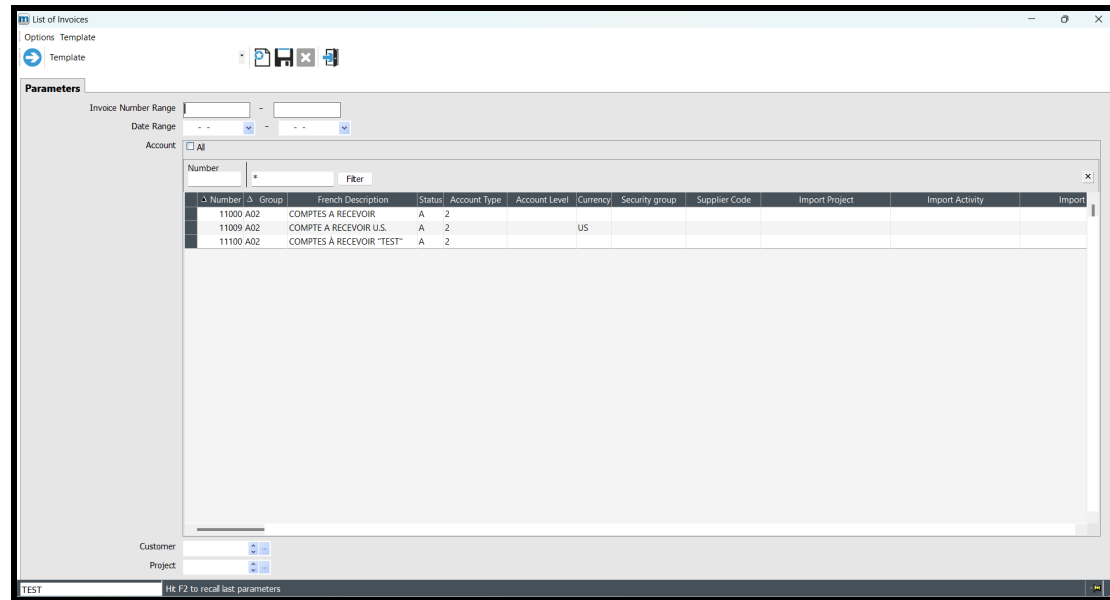 m List of Invoices
Options Template
Template
Parameters
Invoice Number Range -
Date Range - - - - -
Account All
Number
* Filter
Number Group French Description Status Account Type Account Level Currency Security group Supplier Code Import Project Import Activity Import
11000 A02 COMPTES A RECEVOIR A 2
11009 A02 COMPTE A RECEVOIR U.S. A 2 US
11100 A02 COMPTES À RECEVOIR "TEST" A 2
Customer ...
Project ...
TEST Hit F2 to recall last parameters